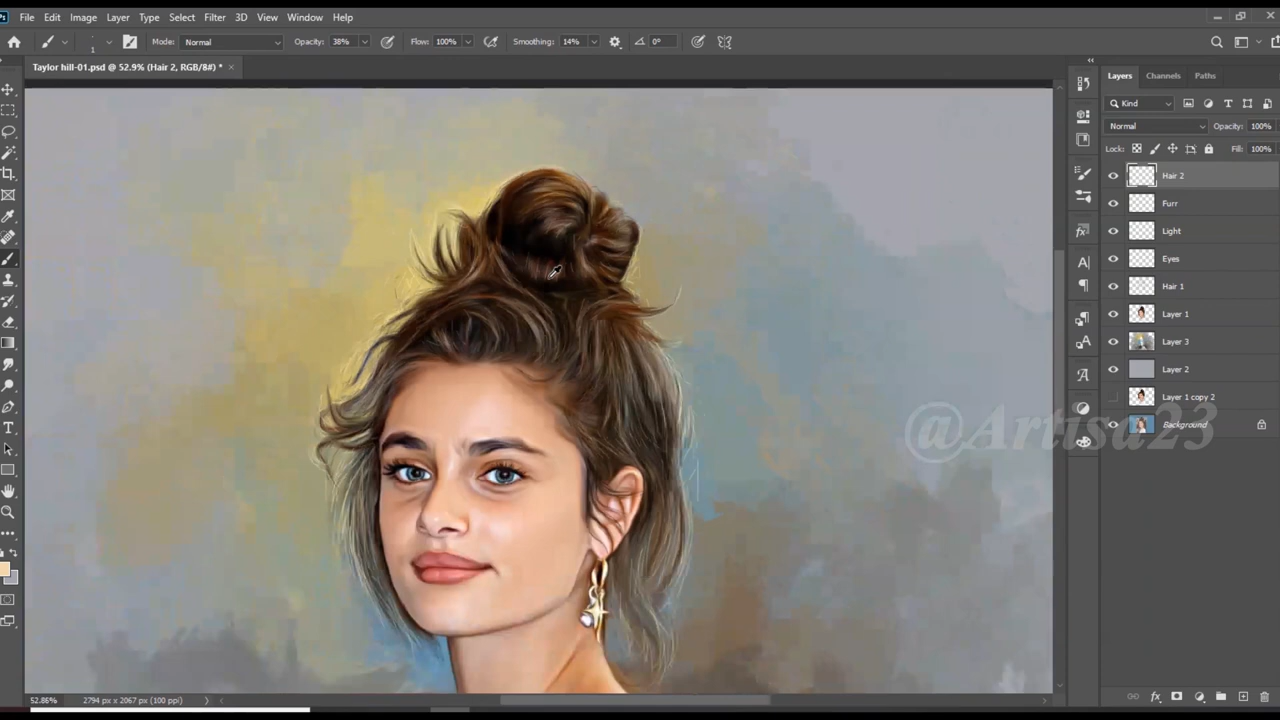 Ps File Edit Image Layer Type Select Filter 3D View Window Help
1 Mode: Normal Opacity: 38% Flow: 100% Smoothing: 14% 0°
Taylor hill-01.psd @ 52.9% (Hair 2, RGB/8#) * ×
Layers Channels Paths
Kind
Normal Opacity: 100%
Lock: Fill: 100%
Hair 2
Furr
Light
Eyes
Hair 1
Layer 1
Layer 3
Layer 2
Layer 1 copy 2
Background
@Artisa23
52.86% 2794 px x 2067 px (100 ppi)